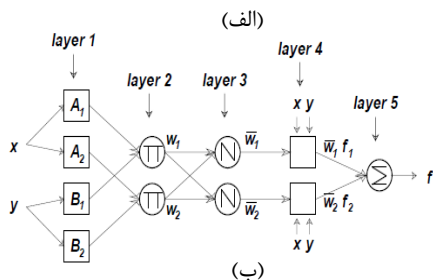 (الف)
layer 1
layer 4
layer 2 layer 3
layer 5
x y
A1
w1 w̅1 w̅1 f1
x A2 Π N
Σ f
y B1 Π N
w2 w̅2 w̅2 f2
B2
x y
(ب)